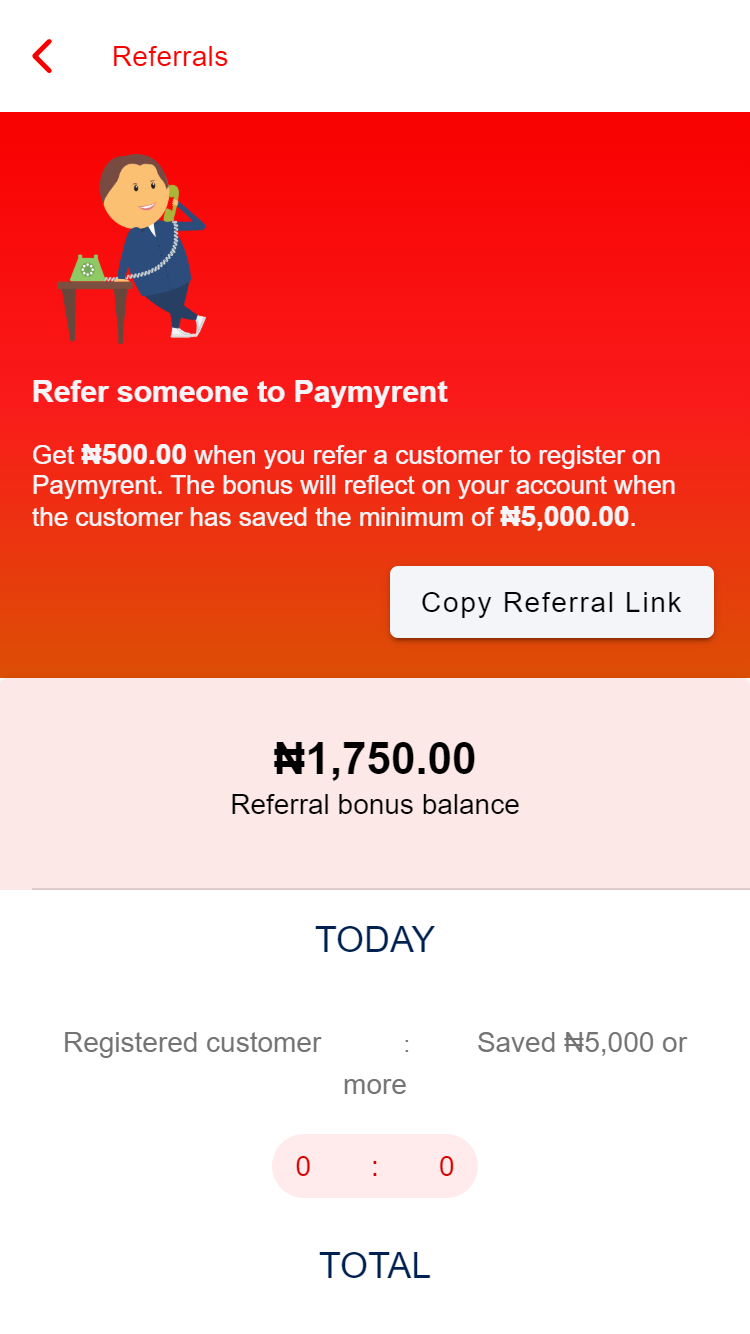 Referrals
Refer someone to Paymyrent
Get ₦500.00 when you refer a customer to register on
Paymyrent. The bonus will reflect on your account when
the customer has saved the minimum of ₦5,000.00.
Copy Referral Link
₦1,750.00
Referral bonus balance
TODAY
Registered customer : Saved ₦5,000 or
more
0 : 0
TOTAL